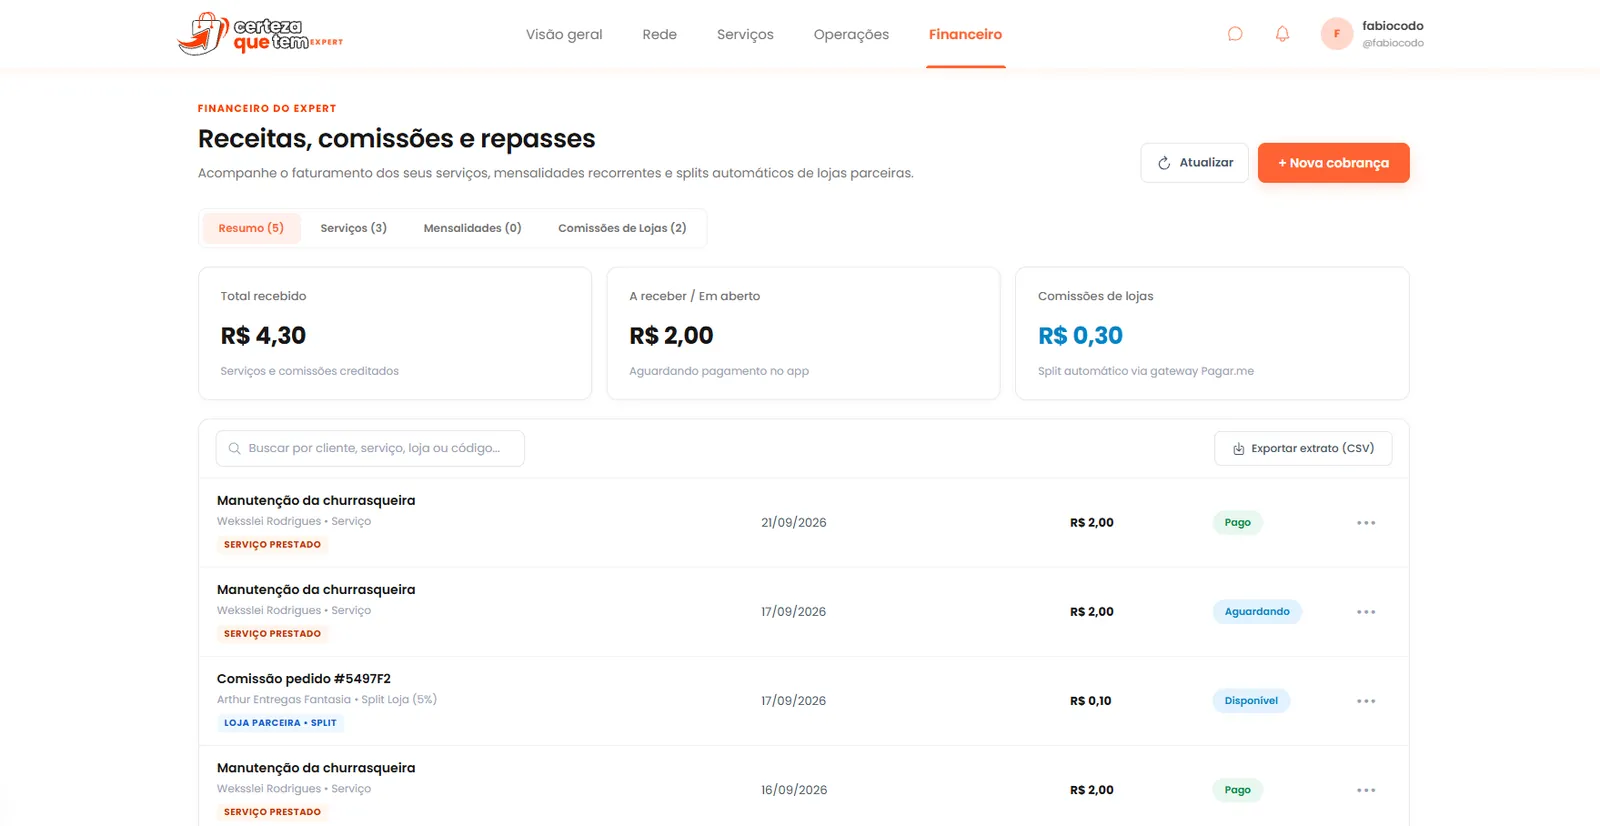 certeza
que tem EXPERT
Visão geral
Rede
Serviços
Operações
Financeiro
F
fabiocodo
@fabiocodo
FINANCEIRO DO EXPERT
Receitas, comissões e repasses
Acompanhe o faturamento dos seus serviços, mensalidades recorrentes e splits automáticos de lojas parceiras.
Atualizar
+ Nova cobrança
Resumo (5)
Serviços (3)
Mensalidades (0)
Comissões de Lojas (2)
Total recebido
R$ 4,30
Serviços e comissões creditados
A receber / Em aberto
R$ 2,00
Aguardando pagamento no app
Comissões de lojas
R$ 0,30
Split automático via gateway Pagar.me
Buscar por cliente, serviço, loja ou código...
Exportar extrato (CSV)
Manutenção da churrasqueira
Weksslei Rodrigues • Serviço
SERVIÇO PRESTADO
21/09/2026
R$ 2,00
Pago
Manutenção da churrasqueira
Weksslei Rodrigues • Serviço
SERVIÇO PRESTADO
17/09/2026
R$ 2,00
Aguardando
Comissão pedido #5497F2
Arthur Entregas Fantasia • Split Loja (5%)
LOJA PARCEIRA • SPLIT
17/09/2026
R$ 0,10
Disponível
Manutenção da churrasqueira
Weksslei Rodrigues • Serviço
SERVIÇO PRESTADO
16/09/2026
R$ 2,00
Pago